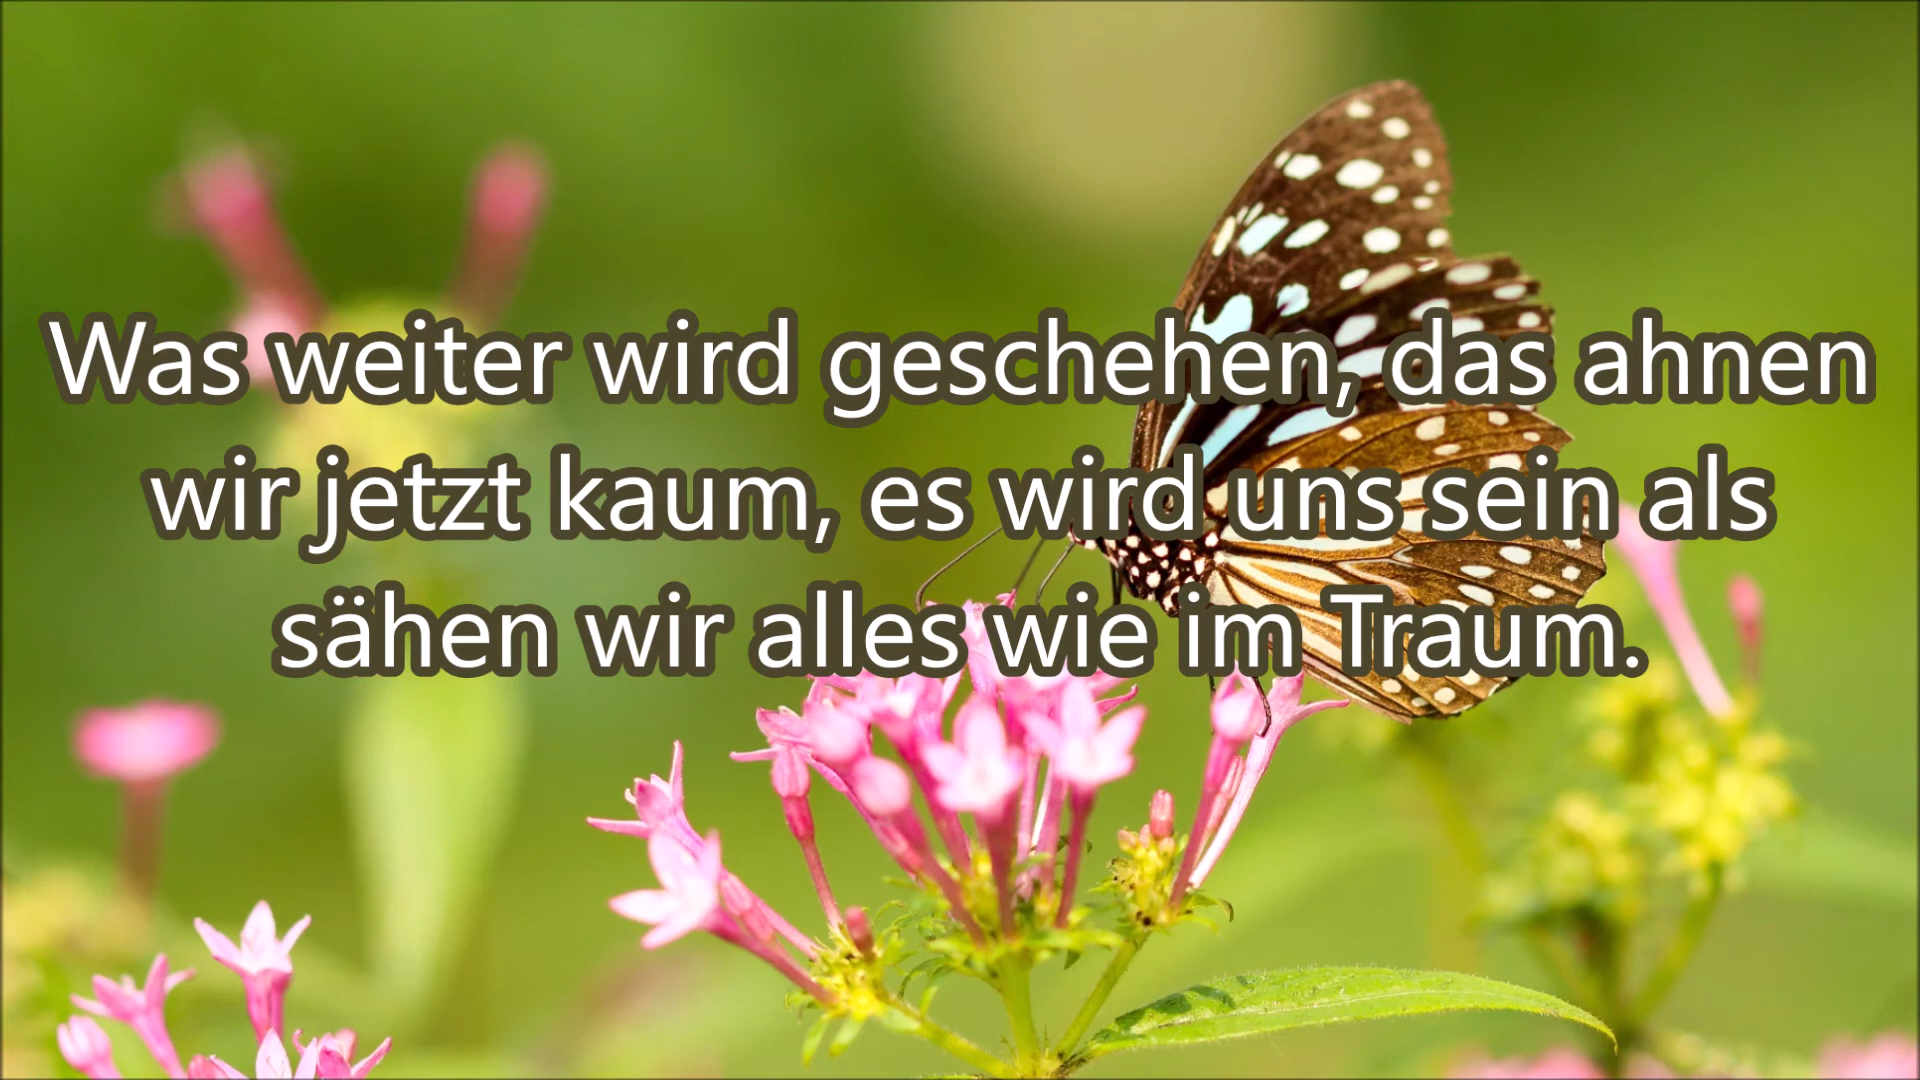 Was weiter wird geschehen, das ahnen
wir jetzt kaum, es wird uns sein als
sähen wir alles wie im Traum.